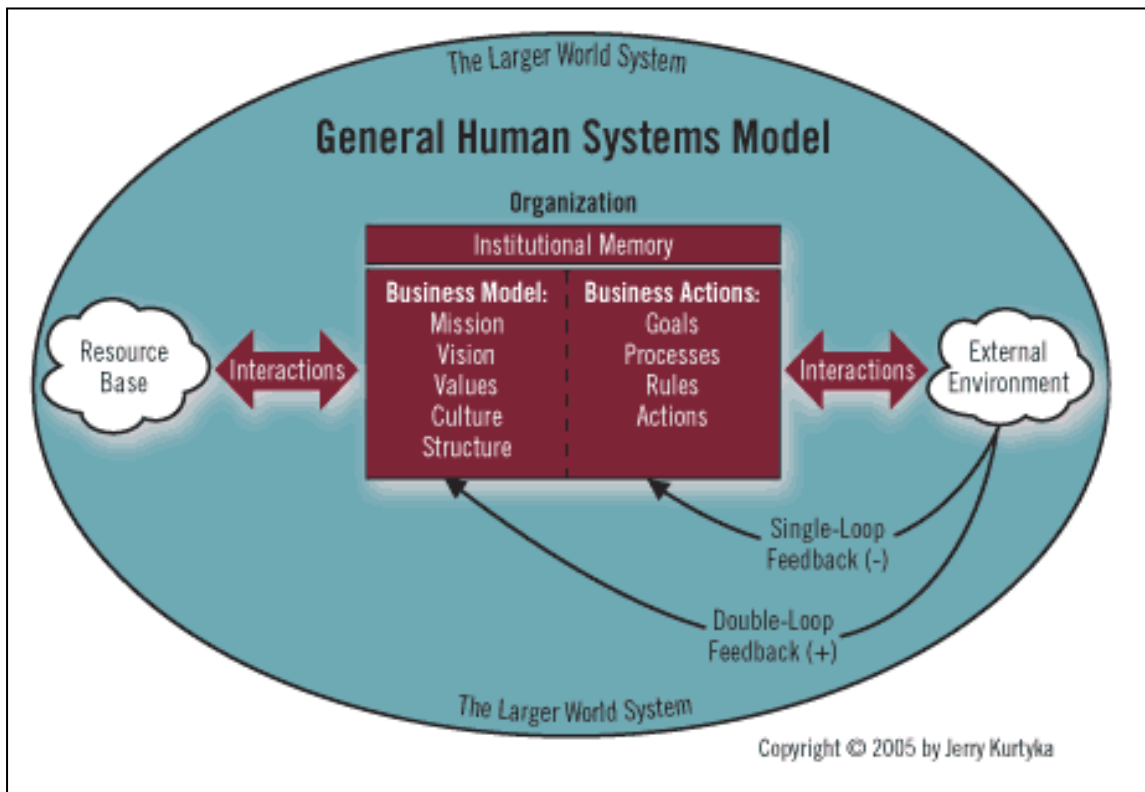 The Larger World System
General Human Systems Model
Organization
Institutional Memory
Business Model:
Mission
Vision
Values
Culture
Structure
Business Actions:
Goals
Processes
Rules
Actions
Resource
Base
Interactions
Interactions
External
Environment
Single-Loop
Feedback (-)
Double-Loop
Feedback (+)
The Larger World System
Copyright © 2005 by Jerry Kurtyka